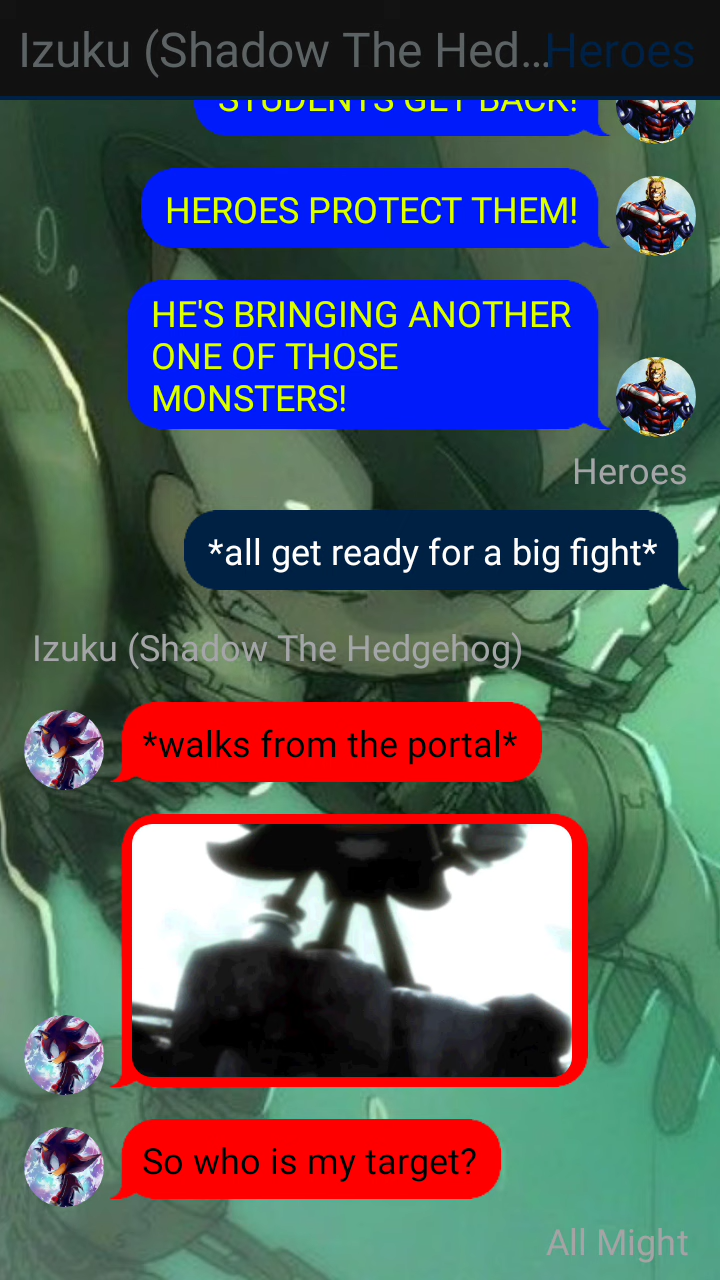 Izuku (Shadow The Hed...
Heroes
STUDENTS GET BACK!
HEROES PROTECT THEM!
HE'S BRINGING ANOTHER
ONE OF THOSE
MONSTERS!
Heroes
*all get ready for a big fight*
Izuku (Shadow The Hedgehog)
*walks from the portal*
So who is my target?
All Might